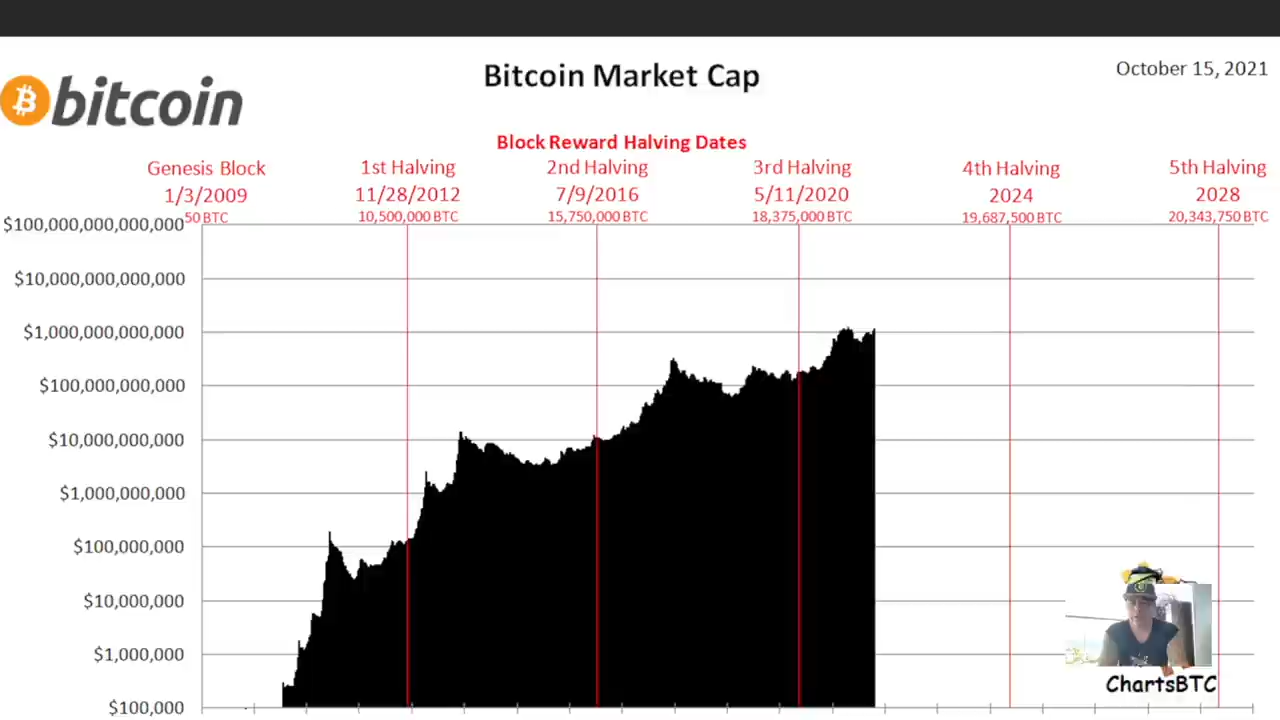 bitcoin
Bitcoin Market Cap
October 15, 2021
Block Reward Halving Dates
Genesis Block
1/3/2009
50 BTC
1st Halving
11/28/2012
10,500,000 BTC
2nd Halving
7/9/2016
15,750,000 BTC
3rd Halving
5/11/2020
18,375,000 BTC
4th Halving
2024
19,687,500 BTC
5th Halving
2028
20,343,750 BTC
$100,000,000,000,000
$10,000,000,000,000
$1,000,000,000,000
$100,000,000,000
$10,000,000,000
$1,000,000,000
$100,000,000
$10,000,000
$1,000,000
$100,000
ChartsBTC